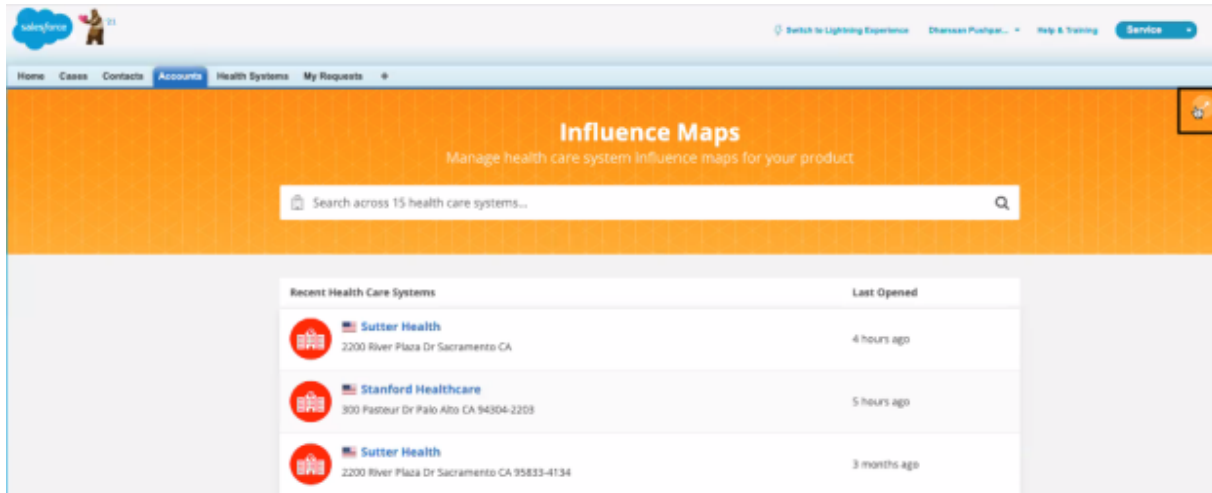 salesforce
Switch to Lightning Experience Dharsaan Pushpar... Help & Training Service
Home Cases Contacts Accounts Health Systems My Requests +
Influence Maps
Manage health care system influence maps for your product
Search across 15 health care systems...
Recent Health Care Systems Last Opened
Sutter Health
2200 River Plaza Dr Sacramento CA
4 hours ago
Stanford Healthcare
300 Pasteur Dr Palo Alto CA 94304-2203
5 hours ago
Sutter Health
2200 River Plaza Dr Sacramento CA 95833-4134
3 months ago